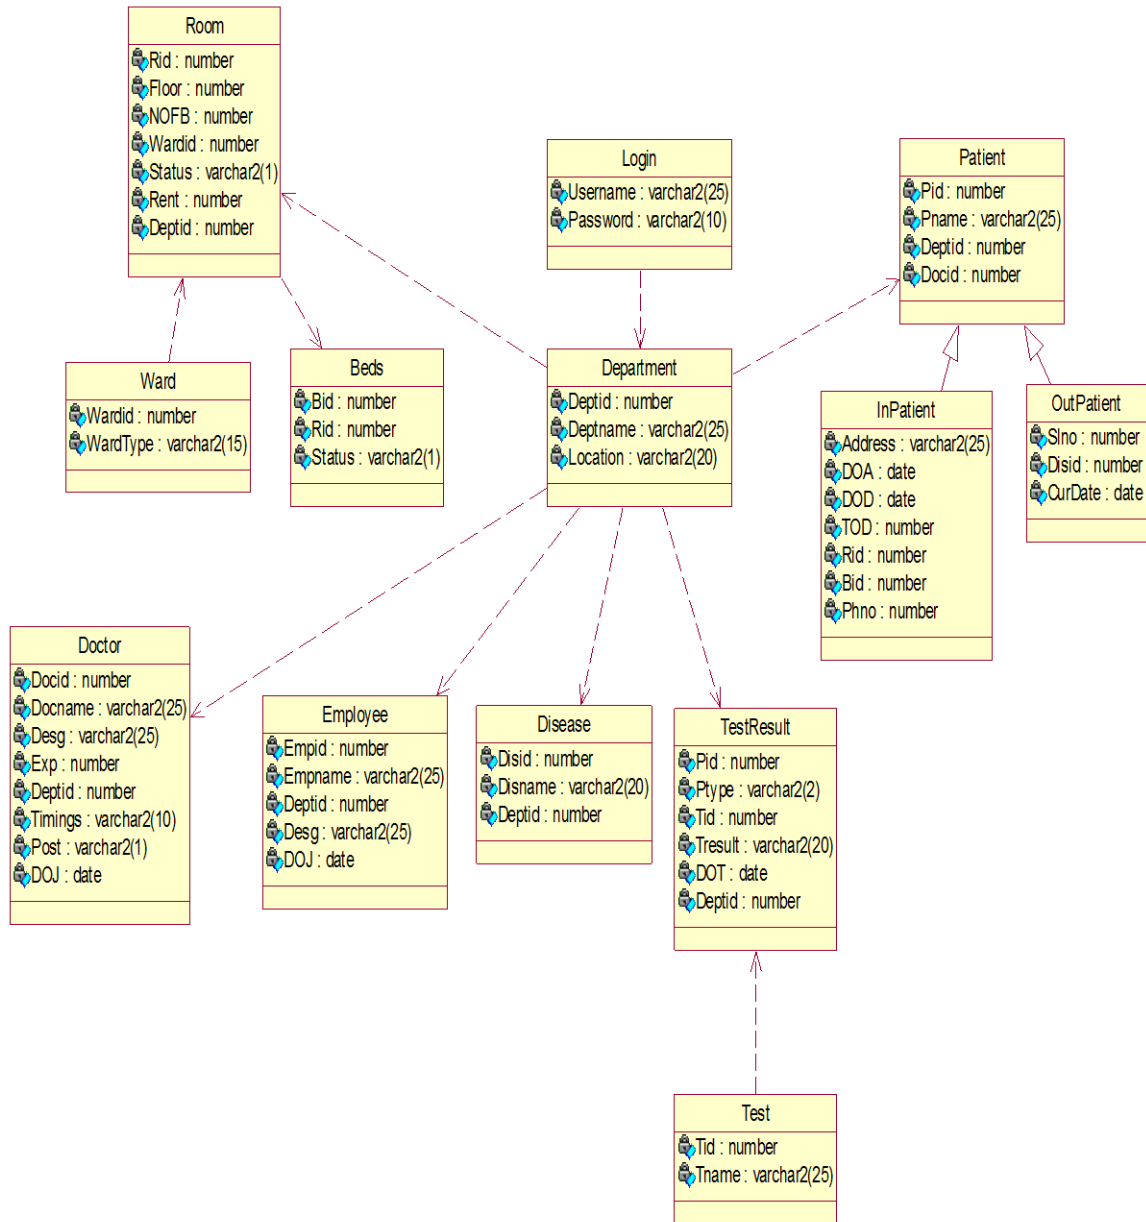 Room
Rid : number
Floor : number
NOFB : number
Wardid : number
Status : varchar2(1)
Rent : number
Deptid : number
Login
Username : varchar2(25)
Password : varchar2(10)
Patient
Pid : number
Pname : varchar2(25)
Deptid : number
Docid : number
Ward
Wardid : number
WardType : varchar2(15)
Beds
Bid : number
Rid : number
Status : varchar2(1)
Department
Deptid : number
Deptname : varchar2(25)
Location : varchar2(20)
InPatient
Address : varchar2(25)
DOA : date
DOD : date
TOD : number
Rid : number
Bid : number
Phno : number
OutPatient
Slno : number
Disid : number
CurDate : date
Doctor
Docid : number
Docname : varchar2(25)
Desg : varchar2(25)
Exp : number
Deptid : number
Timings : varchar2(10)
Post : varchar2(1)
DOJ : date
Employee
Empid : number
Empname : varchar2(25)
Deptid : number
Desg : varchar2(25)
DOJ : date
Disease
Disid : number
Disname : varchar2(20)
Deptid : number
TestResult
Pid : number
Ptype : varchar2(2)
Tid : number
Tresult : varchar2(20)
DOT : date
Deptid : number
Test
Tid : number
Tname : varchar2(25)